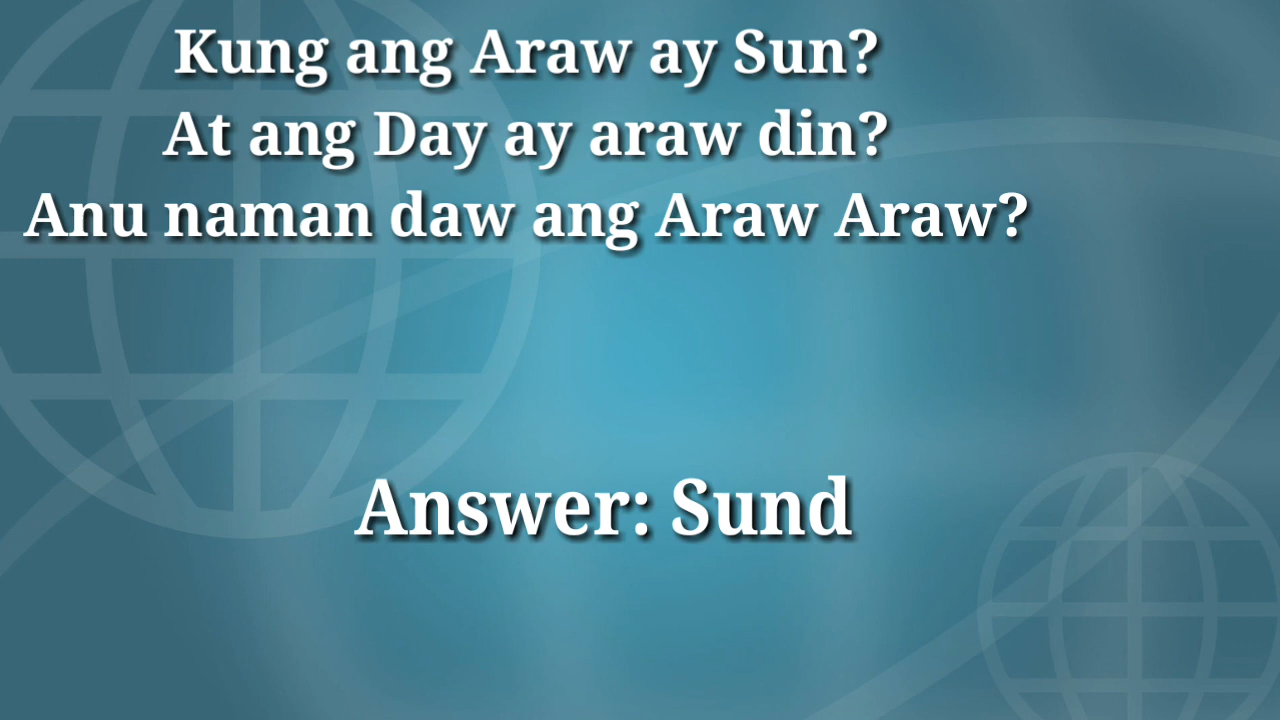 Kung ang Araw ay Sun?
At ang Day ay araw din?
Anu naman daw ang Araw Araw?
Answer: Sund